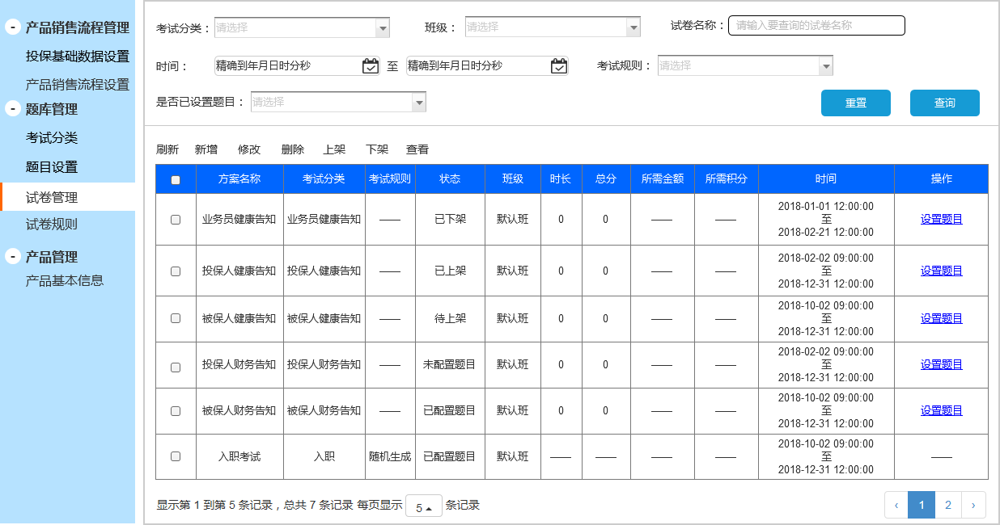 - 产品销售流程管理
投保基础数据设置
产品销售流程设置
- 题库管理
考试分类
题目设置
试卷管理
试卷规则
- 产品管理
产品基本信息
考试分类： 请选择 班级： 请选择 试卷名称： 请输入要查询的试卷名称
时间： 精确到年月日时分秒 至 精确到年月日时分秒 考试规则： 请选择
是否已设置题目： 请选择 重置 查询
刷新 新增 修改 删除 上架 下架 查看
方案名称 考试分类 考试规则 状态 班级 时长 总分 所需金额 所需积分 时间 操作
业务员健康告知 业务员健康告知 —— 已下架 默认班 0 0 —— —— 2018-01-01 12:00:00 至 2018-02-21 12:00:00 设置题目
投保人健康告知 投保人健康告知 —— 已上架 默认班 0 0 —— —— 2018-02-02 09:00:00 至 2018-12-31 12:00:00 设置题目
被保人健康告知 被保人健康告知 —— 待上架 默认班 0 0 —— —— 2018-10-02 09:00:00 至 2018-12-31 12:00:00 设置题目
投保人财务告知 投保人财务告知 —— 未配置题目 默认班 0 0 —— —— 2018-02-02 09:00:00 至 2018-12-31 12:00:00 设置题目
被保人财务告知 被保人财务告知 —— 已配置题目 默认班 0 0 —— —— 2018-10-02 09:00:00 至 2018-12-31 12:00:00 设置题目
入职考试 入职 随机生成 已配置题目 默认班 —— —— —— —— 2018-10-02 09:00:00 至 2018-12-31 12:00:00 ——
显示第 1 到第 5 条记录，总共 7 条记录 每页显示 5 条记录 ‹ 1 2 ›